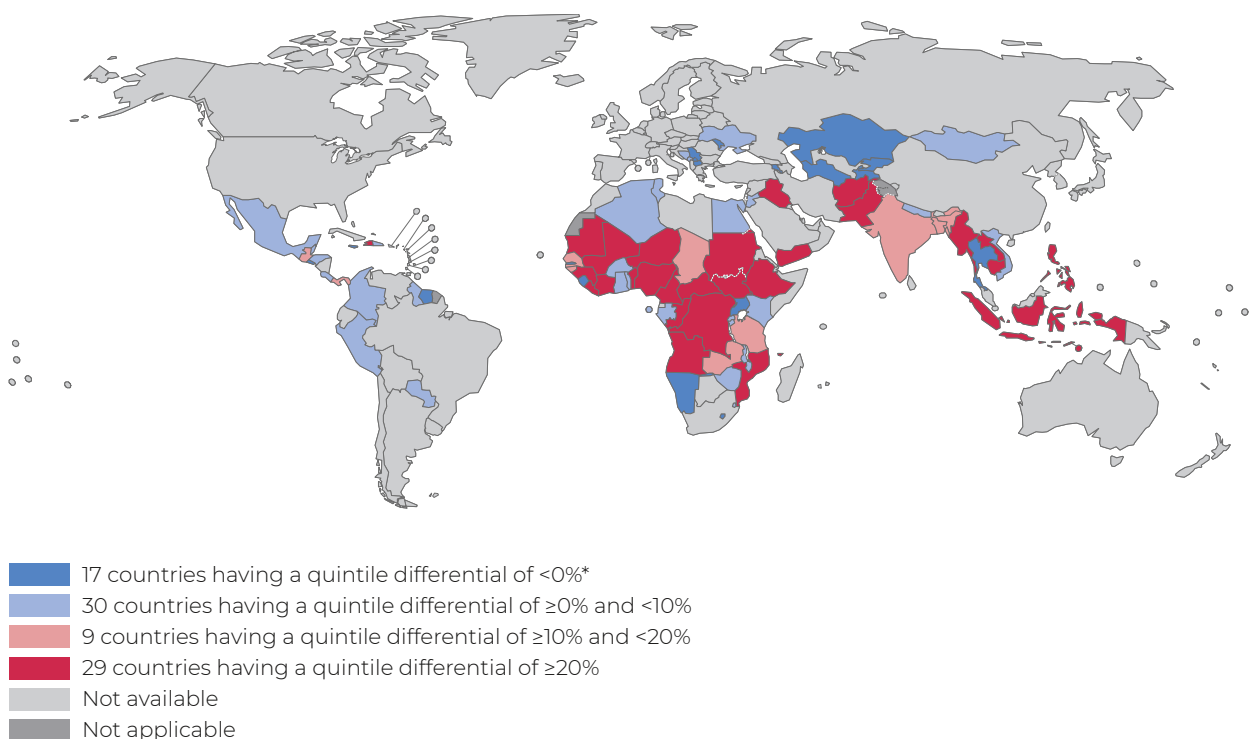 17 countries having a quintile differential of <0%*
30 countries having a quintile differential of ≥0% and <10%
9 countries having a quintile differential of ≥10% and <20%
29 countries having a quintile differential of ≥20%
Not available
Not applicable